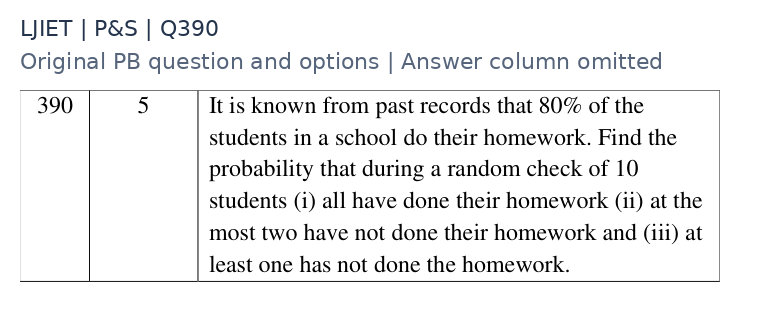 LJIET | P&S | Q390
Original PB question and options | Answer column omitted
390 5 It is known from past records that 80% of the
students in a school do their homework. Find the
probability that during a random check of 10
students (i) all have done their homework (ii) at the
most two have not done their homework and (iii) at
least one has not done the homework.